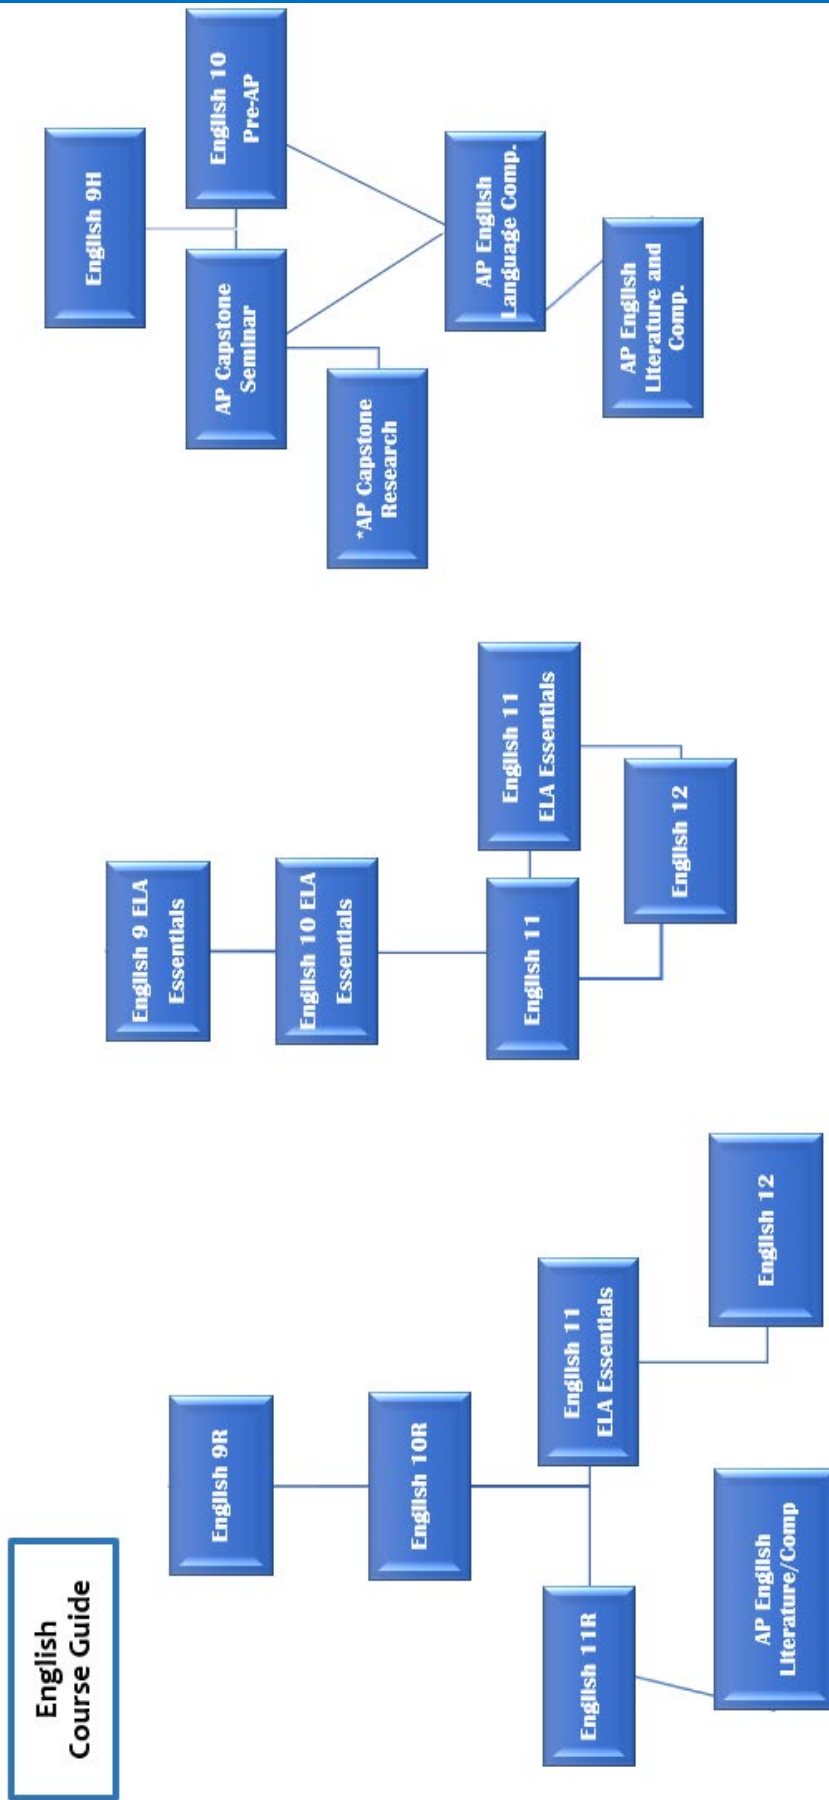 English
Course Guide
English 9R
English 10R
English 11R
English 11
ELA Essentials
AP English
Literature/Comp
English 12
English 9 ELA
Essentials
English 10 ELA
Essentials
English 11
English 11
ELA Essentials
English 12
English 9H
AP Capstone
Seminar
English 10
Pre-AP
*AP Capstone
Research
AP English
Language Comp.
AP English
Literature and
Comp.